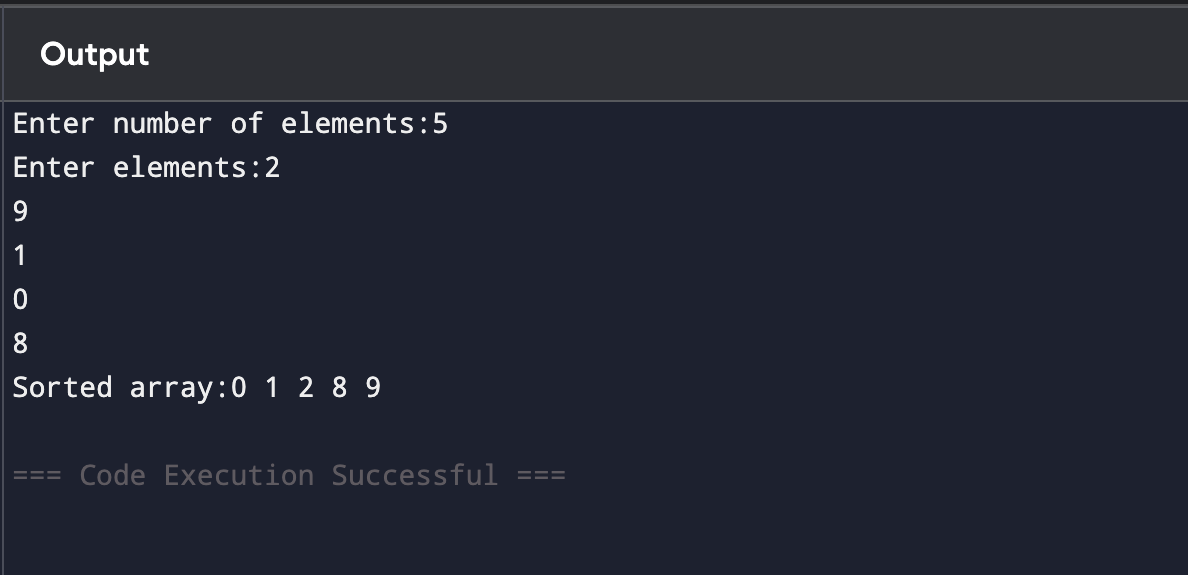 Output
Enter number of elements:5
Enter elements:2
9
1
0
8
Sorted array:0 1 2 8 9
=== Code Execution Successful ===